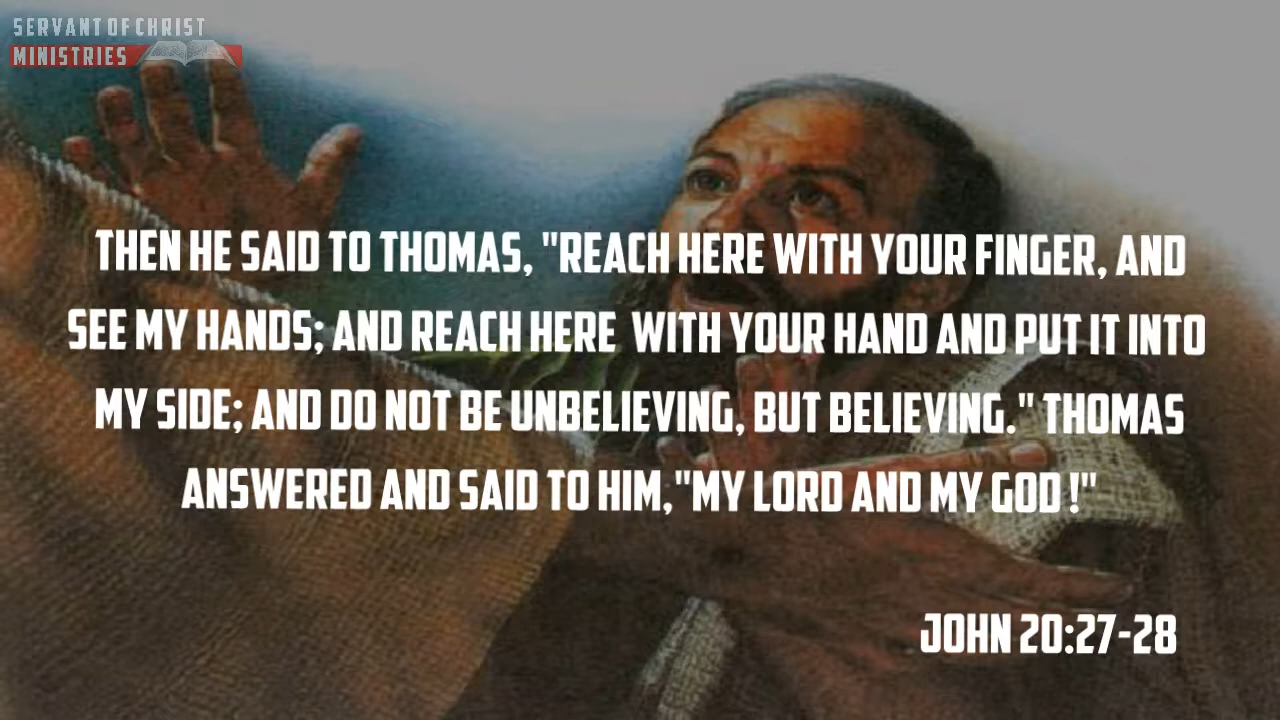 SERVANT OF CHRIST
MINISTRIES
THEN HE SAID TO THOMAS, "REACH HERE WITH YOUR FINGER, AND
SEE MY HANDS; AND REACH HERE WITH YOUR HAND AND PUT IT INTO
MY SIDE; AND DO NOT BE UNBELIEVING, BUT BELIEVING." THOMAS
ANSWERED AND SAID TO HIM,"MY LORD AND MY GOD !"
JOHN 20:27-28